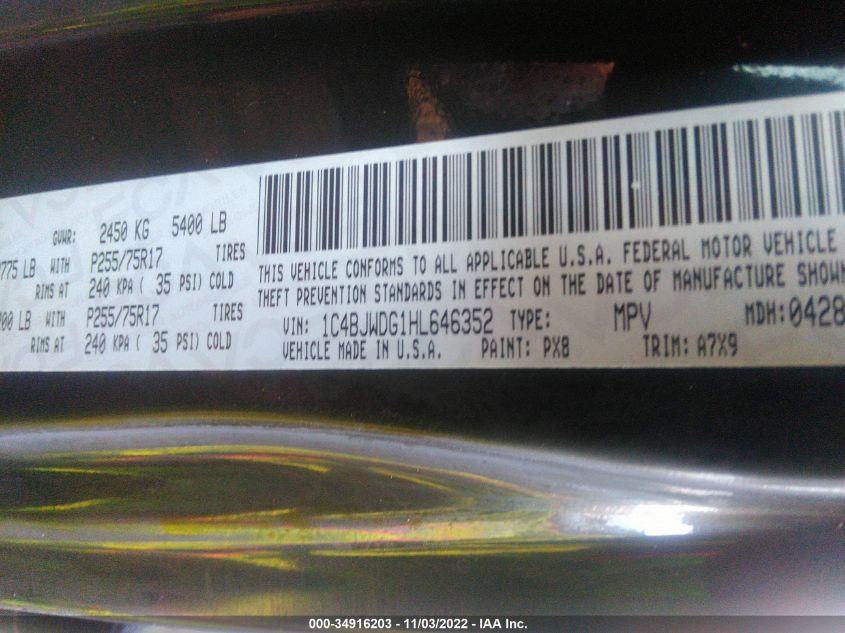 GVWR: 2450 KG 5400 LB
775 LB WITH P255/75R17 TIRES
RIMS AT 240 KPA ( 35 PSI) COLD
00 LB WITH P255/75R17 TIRES
RIMS AT 240 KPA ( 35 PSI) COLD
THIS VEHICLE CONFORMS TO ALL APPLICABLE U.S.A. FEDERAL MOTOR VEHICLE
THEFT PREVENTION STANDARDS IN EFFECT ON THE DATE OF MANUFACTURE SHOWN
VIN: 1C4BJWDG1HL646352 TYPE: MPV MDH:0428
VEHICLE MADE IN U.S.A. PAINT: PX8 TRIM: A7X9
000-34916203 - 11/03/2022 - IAA Inc.